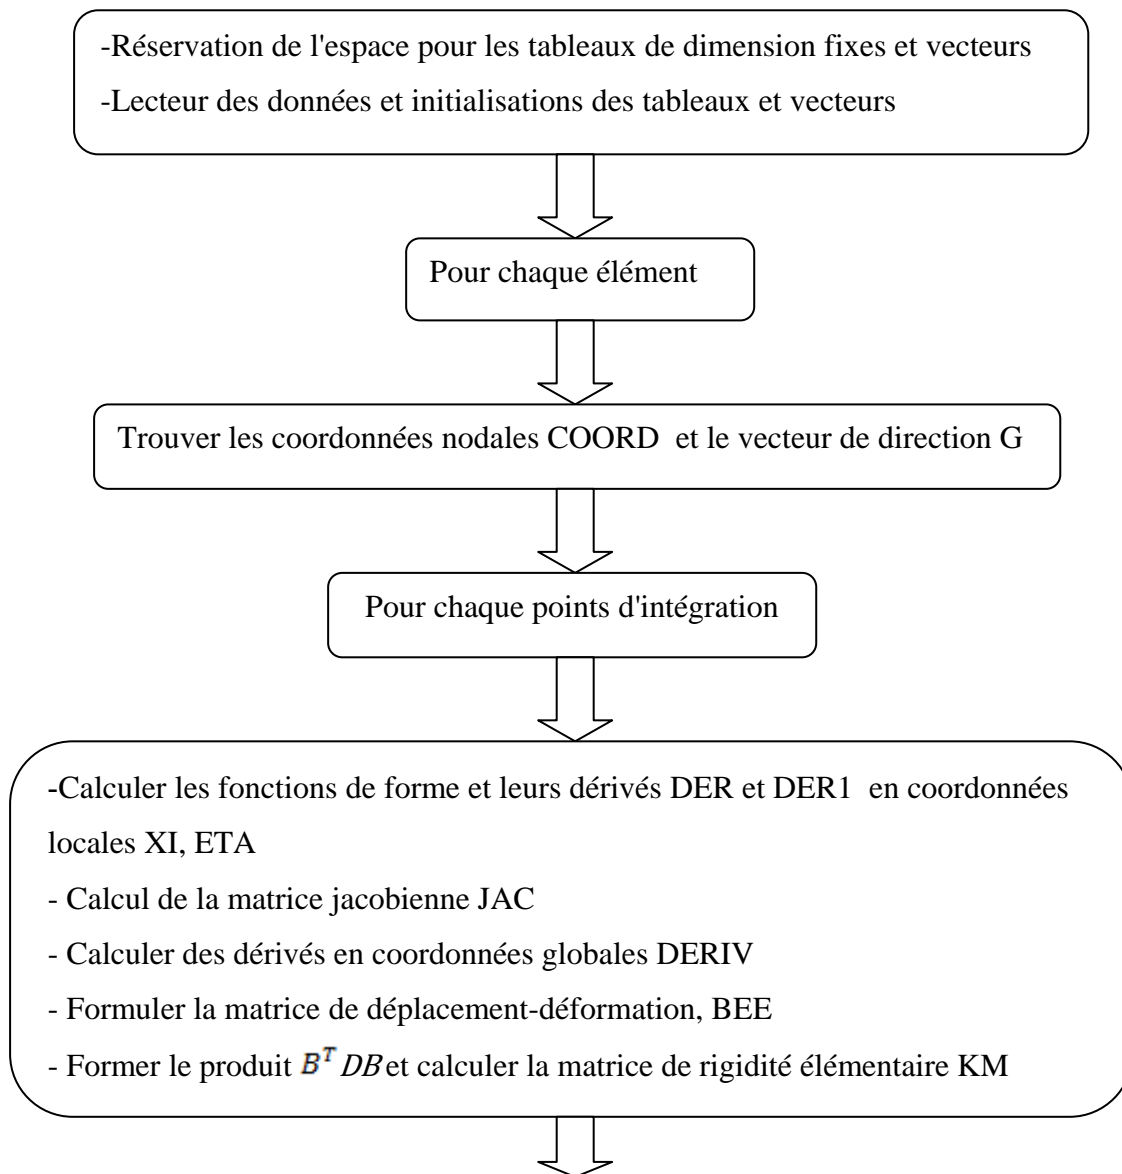 -Réservation de l'espace pour les tableaux de dimension fixes et vecteurs
-Lecteur des données et initialisations des tableaux et vecteurs
Pour chaque élément
Trouver les coordonnées nodales COORD et le vecteur de direction G
Pour chaque points d'intégration
-Calculer les fonctions de forme et leurs dérivés DER et DER1 en coordonnées
locales XI, ETA
- Calcul de la matrice jacobienne JAC
- Calculer des dérivés en coordonnées globales DERIV
- Formuler la matrice de déplacement-déformation, BEE
- Former le produit $B^T DB$ et calculer la matrice de rigidité élémentaire KM